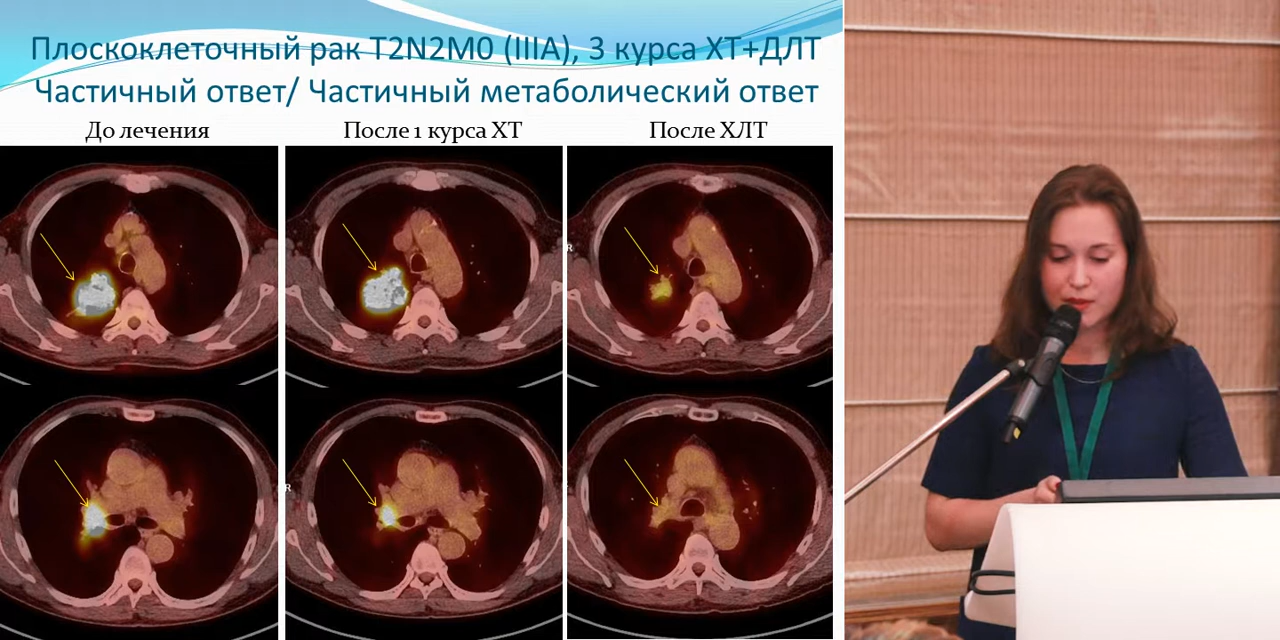 Плоскоклеточный рак T2N2M0 (IIIA), 3 курса ХТ+ДЛТ
Частичный ответ/ Частичный метаболический ответ
До лечения
После 1 курса ХТ
После ХЛТ
R
R